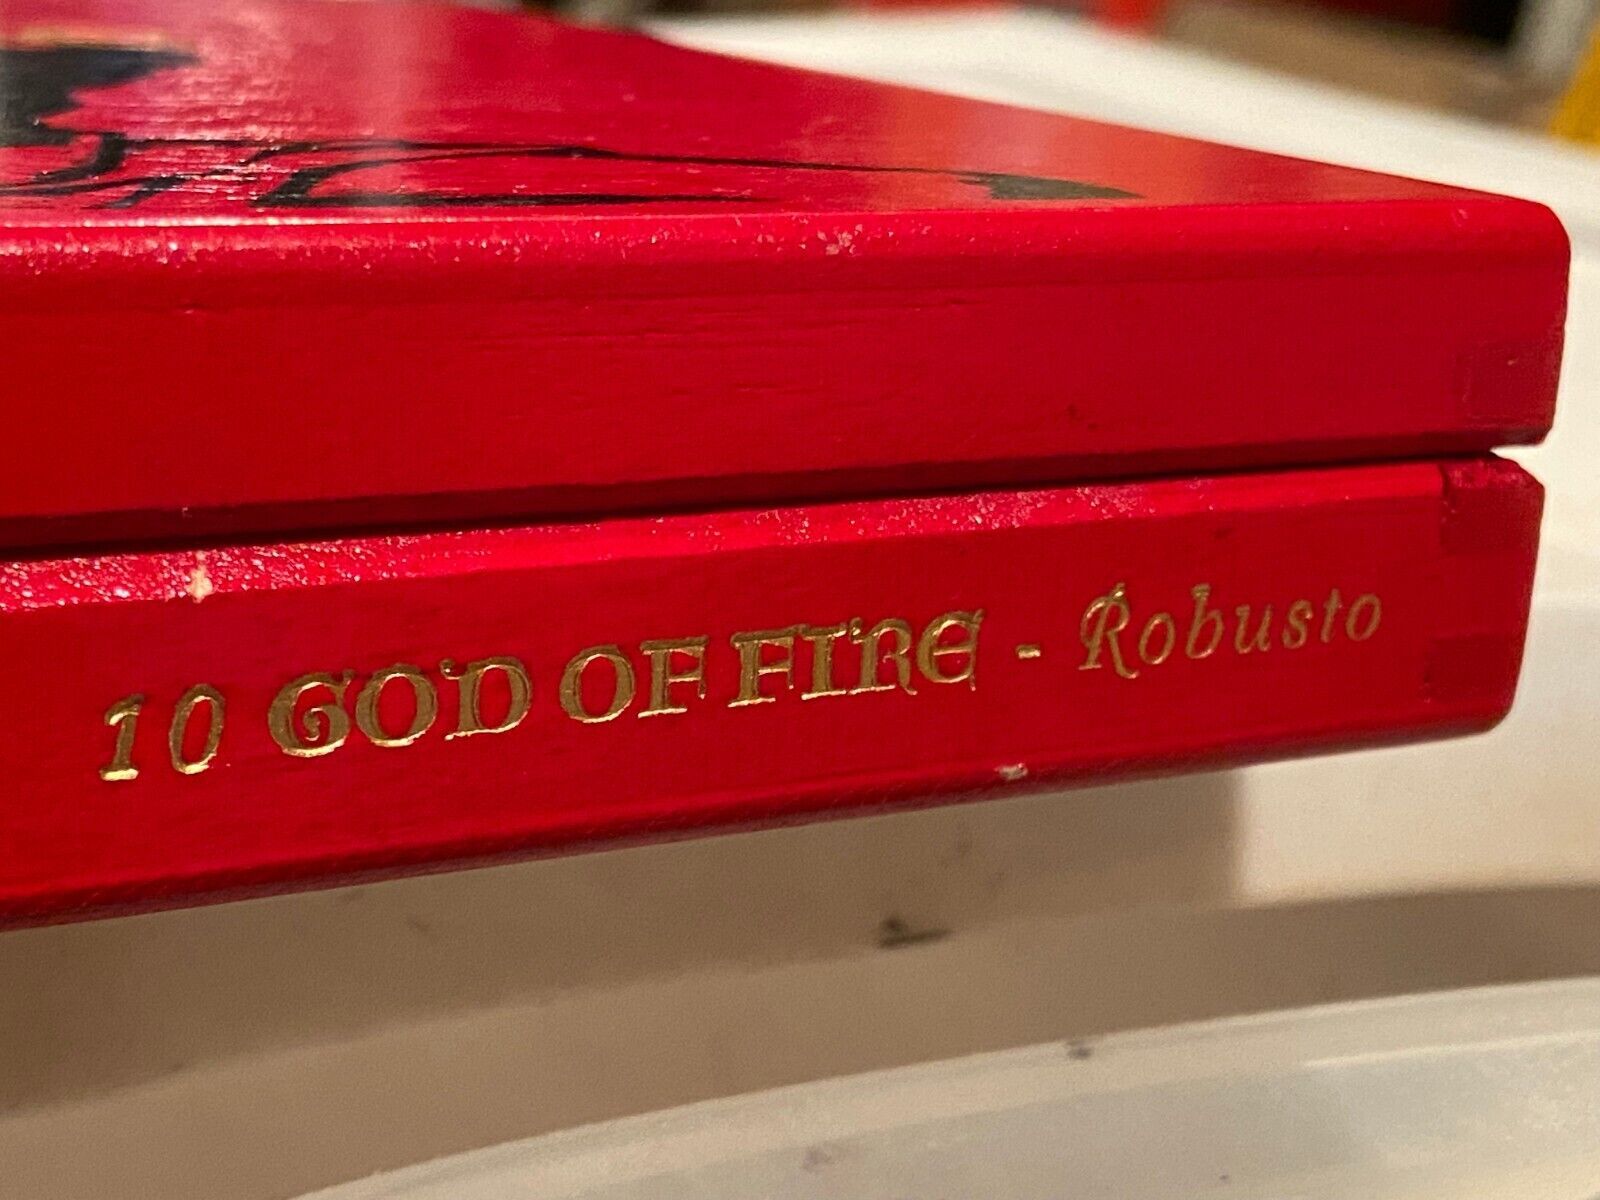 10 GOD OF FIRE - Robusto